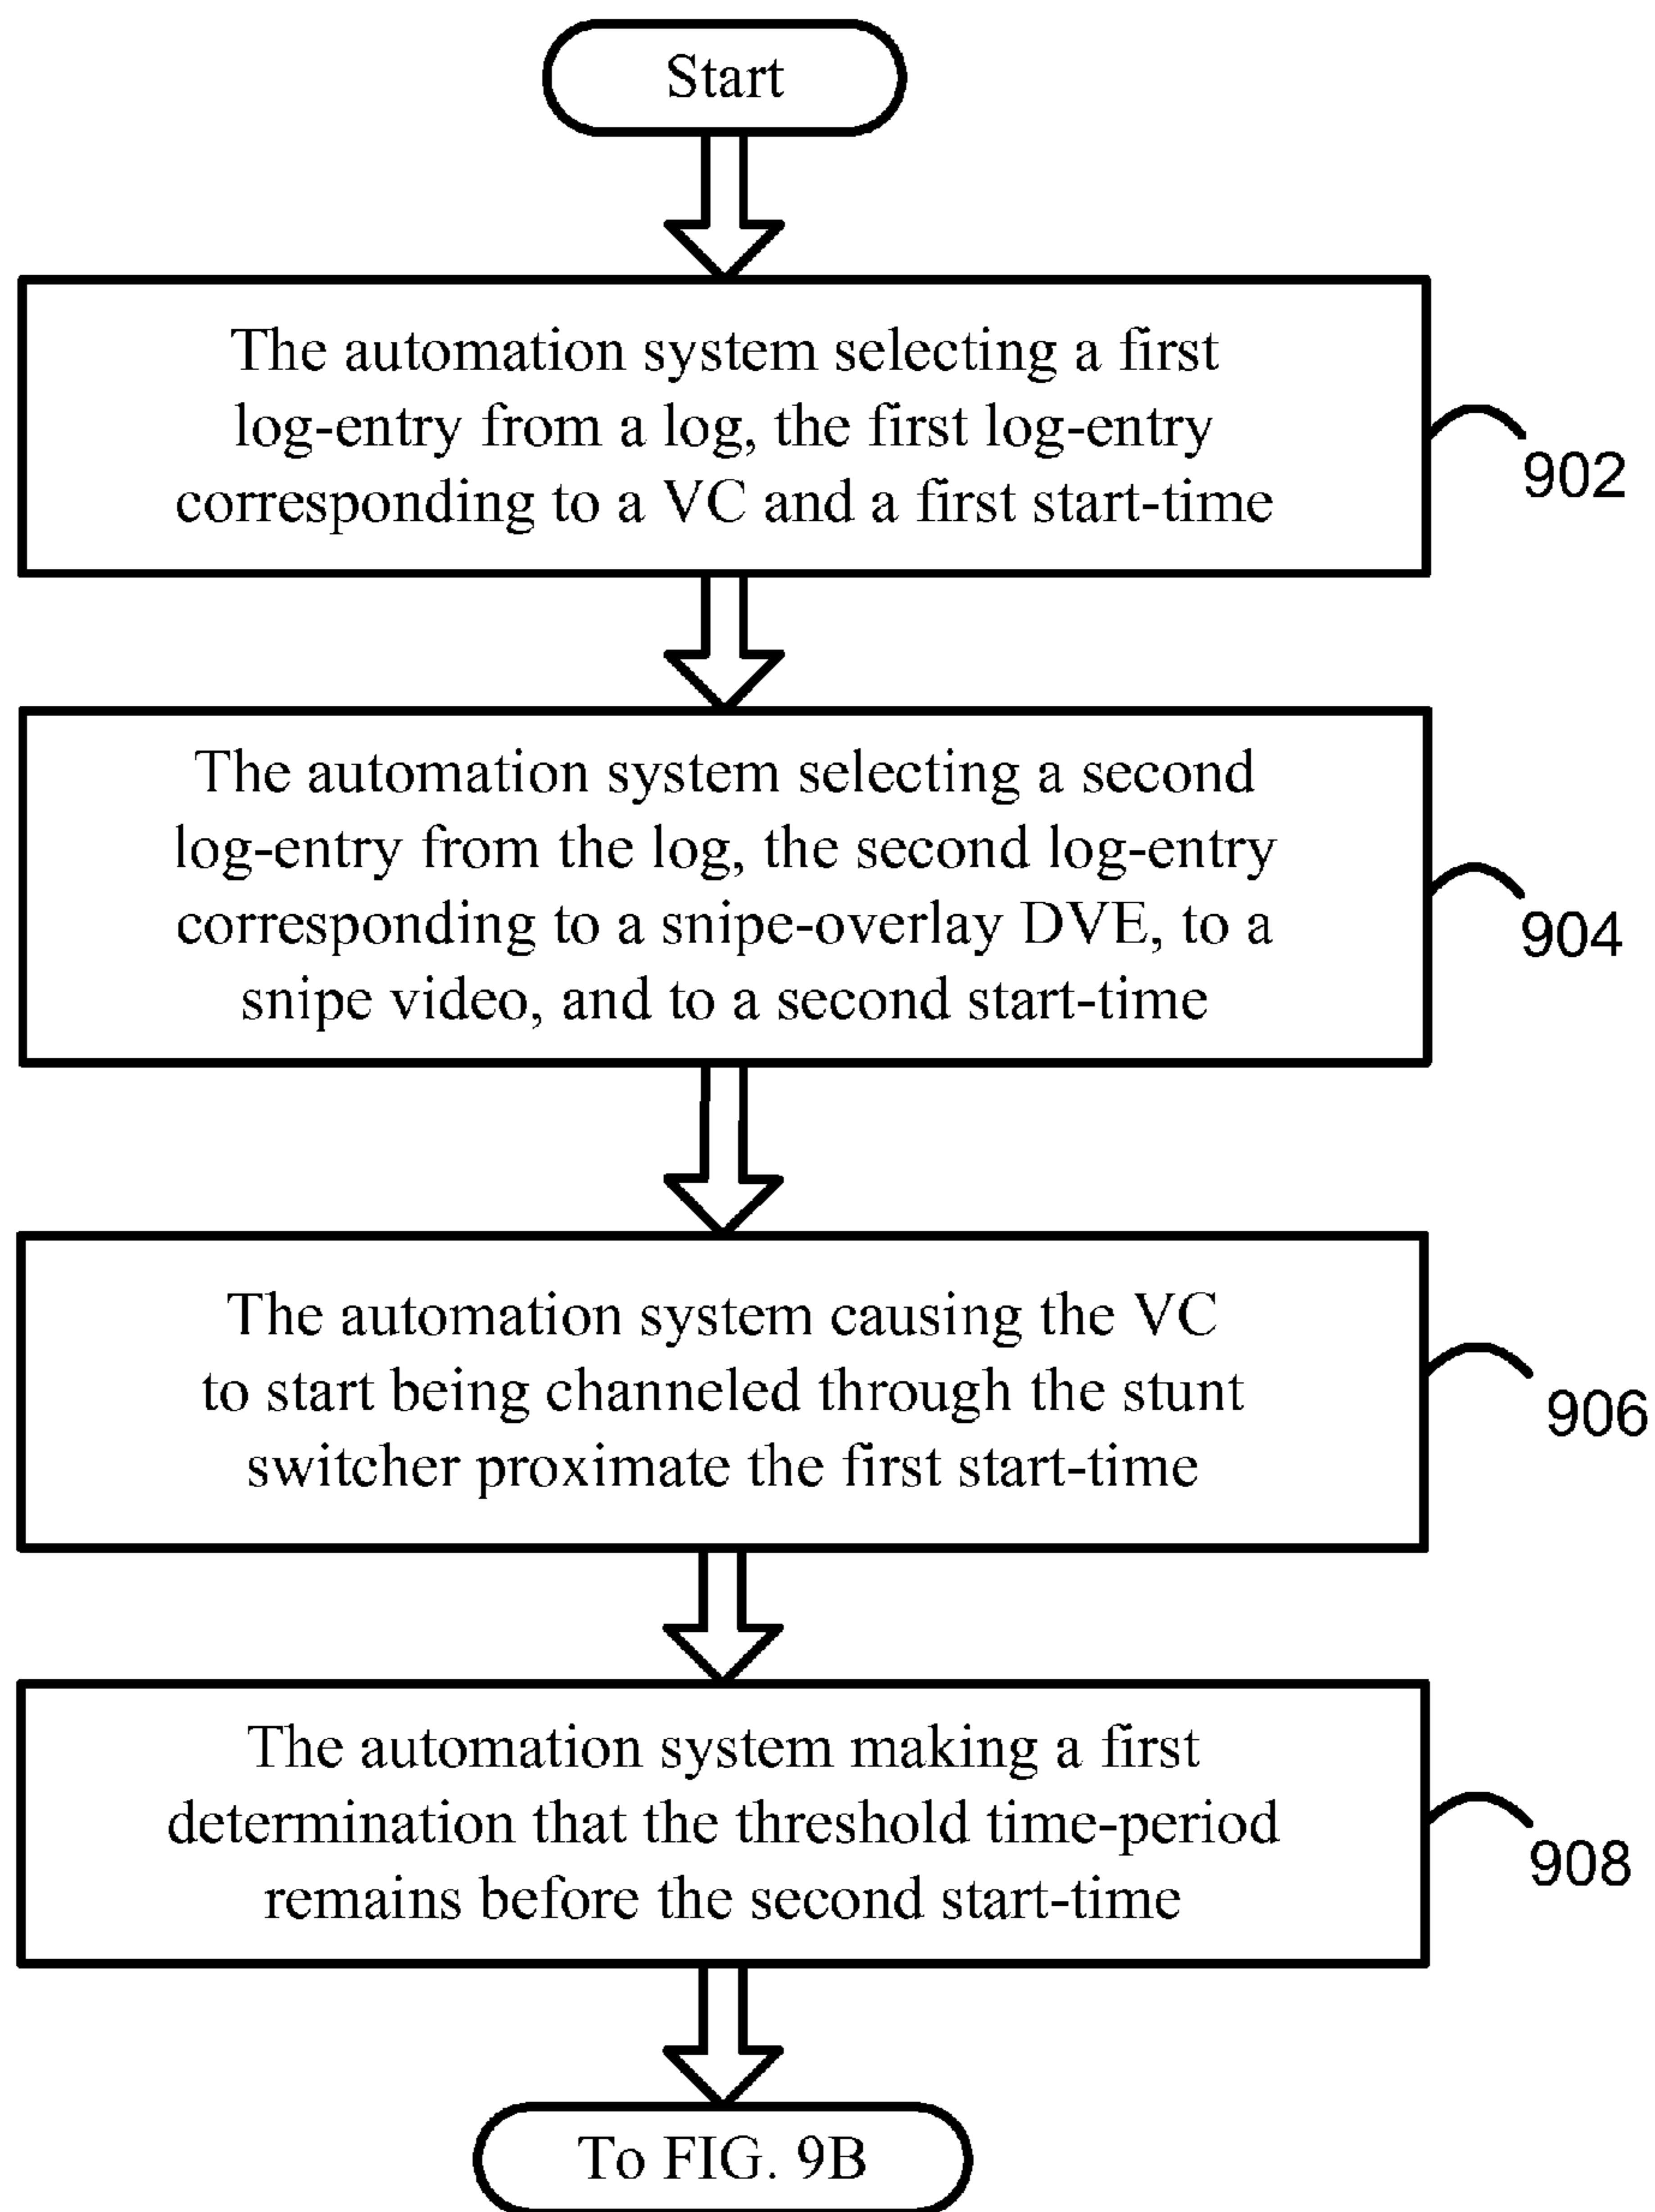 Start
The automation system selecting a first
log-entry from a log, the first log-entry
corresponding to a VC and a first start-time
902
The automation system selecting a second
log-entry from the log, the second log-entry
corresponding to a snipe-overlay DVE, to a
snipe video, and to a second start-time
904
The automation system causing the VC
to start being channeled through the stunt
switcher proximate the first start-time
906
The automation system making a first
determination that the threshold time-period
remains before the second start-time
908
To FIG. 9B